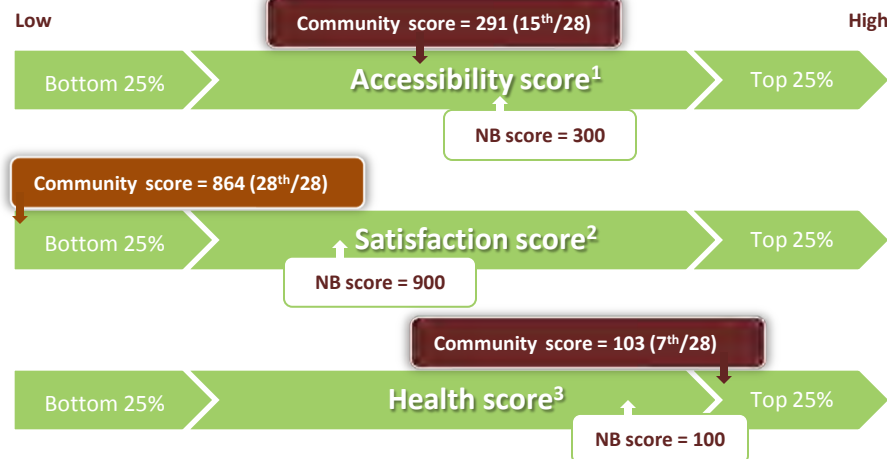 Low
High
Community score = 291 (15th/28)
Bottom 25%
Accessibility score1
Top 25%
NB score = 300
Community score = 864 (28th/28)
Bottom 25%
Satisfaction score2
Top 25%
NB score = 900
Community score = 103 (7th/28)
Bottom 25%
Health score3
Top 25%
NB score = 100